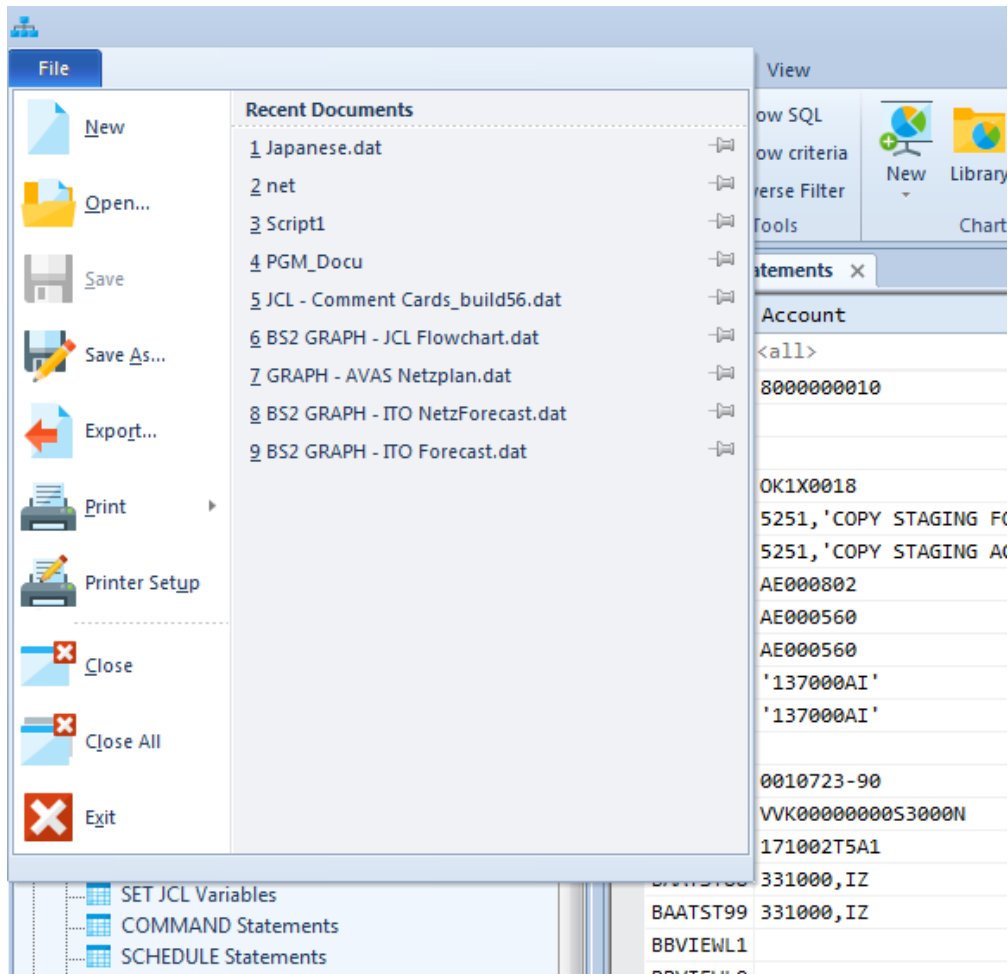 File
View
New
Open...
Save
Save As...
Export...
Print
Printer Setup
Close
Close All
Exit
Recent Documents
1 Japanese.dat
2 net
3 Script1
4 PGM_Docu
5 JCL - Comment Cards_build56.dat
6 BS2 GRAPH - JCL Flowchart.dat
7 GRAPH - AVAS Netzplan.dat
8 BS2 GRAPH - ITO NetzForecast.dat
9 BS2 GRAPH - ITO Forecast.dat
ow SQL
ow criteria
verse Filter
Tools
New
Library
Chart
atements
Account
<all>
8000000010
OK1X0018
5251,'COPY STAGING FO
5251,'COPY STAGING AC
AE000802
AE000560
AE000560
'137000AI'
'137000AI'
0010723-90
VVK00000000S3000N
171002T5A1
331000,IZ
BAATST99 331000,IZ
BBVIEWL1
SET JCL Variables
COMMAND Statements
SCHEDULE Statements